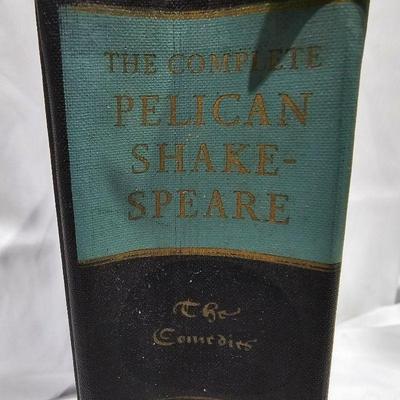 THE COMPLETE
PELICAN
SHAKE-
SPEARE
The
Comedies